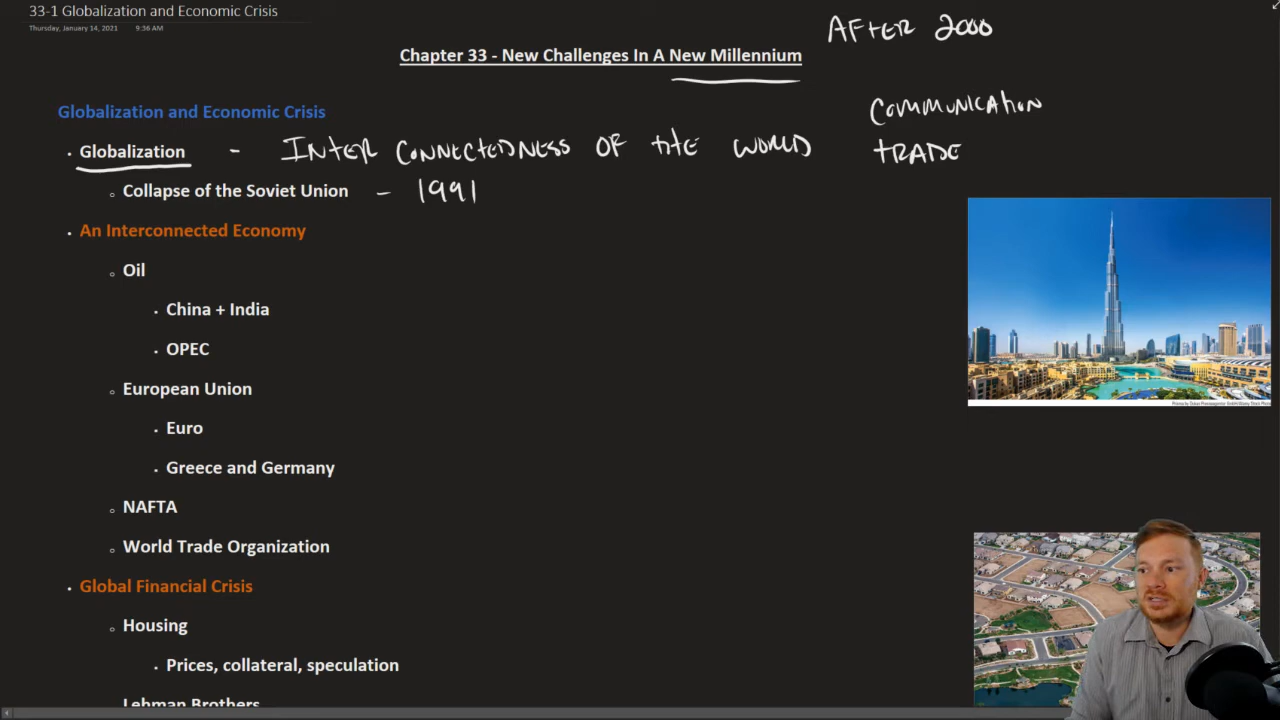 33-1 Globalization and Economic Crisis
Thursday, January 14, 2021 9:36 AM
AFTER 2000
Chapter 33 - New Challenges In A New Millennium
Globalization and Economic Crisis
COMMUNICATION
Globalization - INTER CONNECTEDNESS OF THE WORLD
TRADE
Collapse of the Soviet Union - 1991
An Interconnected Economy
Oil
China + India
OPEC
European Union
Euro
Greece and Germany
NAFTA
World Trade Organization
Global Financial Crisis
Housing
Prices, collateral, speculation
Lehman Brothers